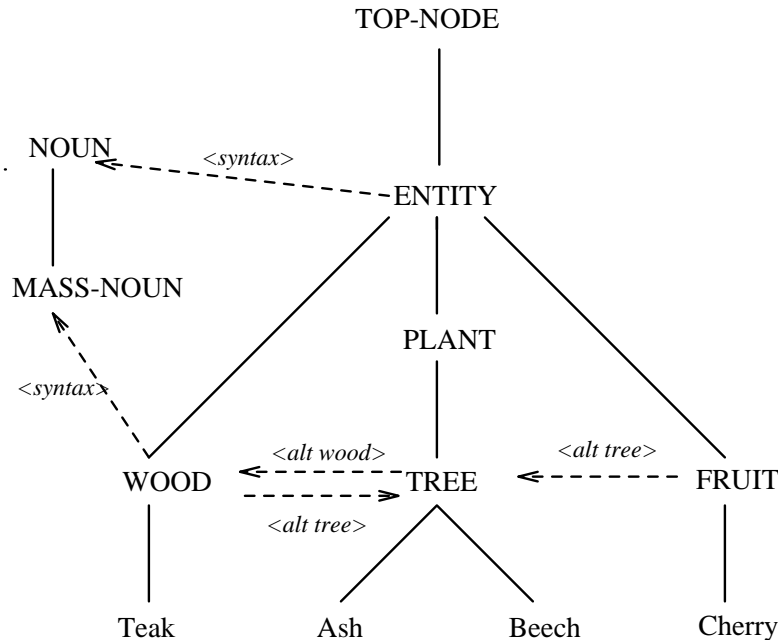 TOP-NODE
NOUN
<syntax>
ENTITY
MASS-NOUN
PLANT
<syntax>
<alt wood>
<alt tree>
WOOD
TREE
FRUIT
<alt tree>
Teak
Ash
Beech
Cherry